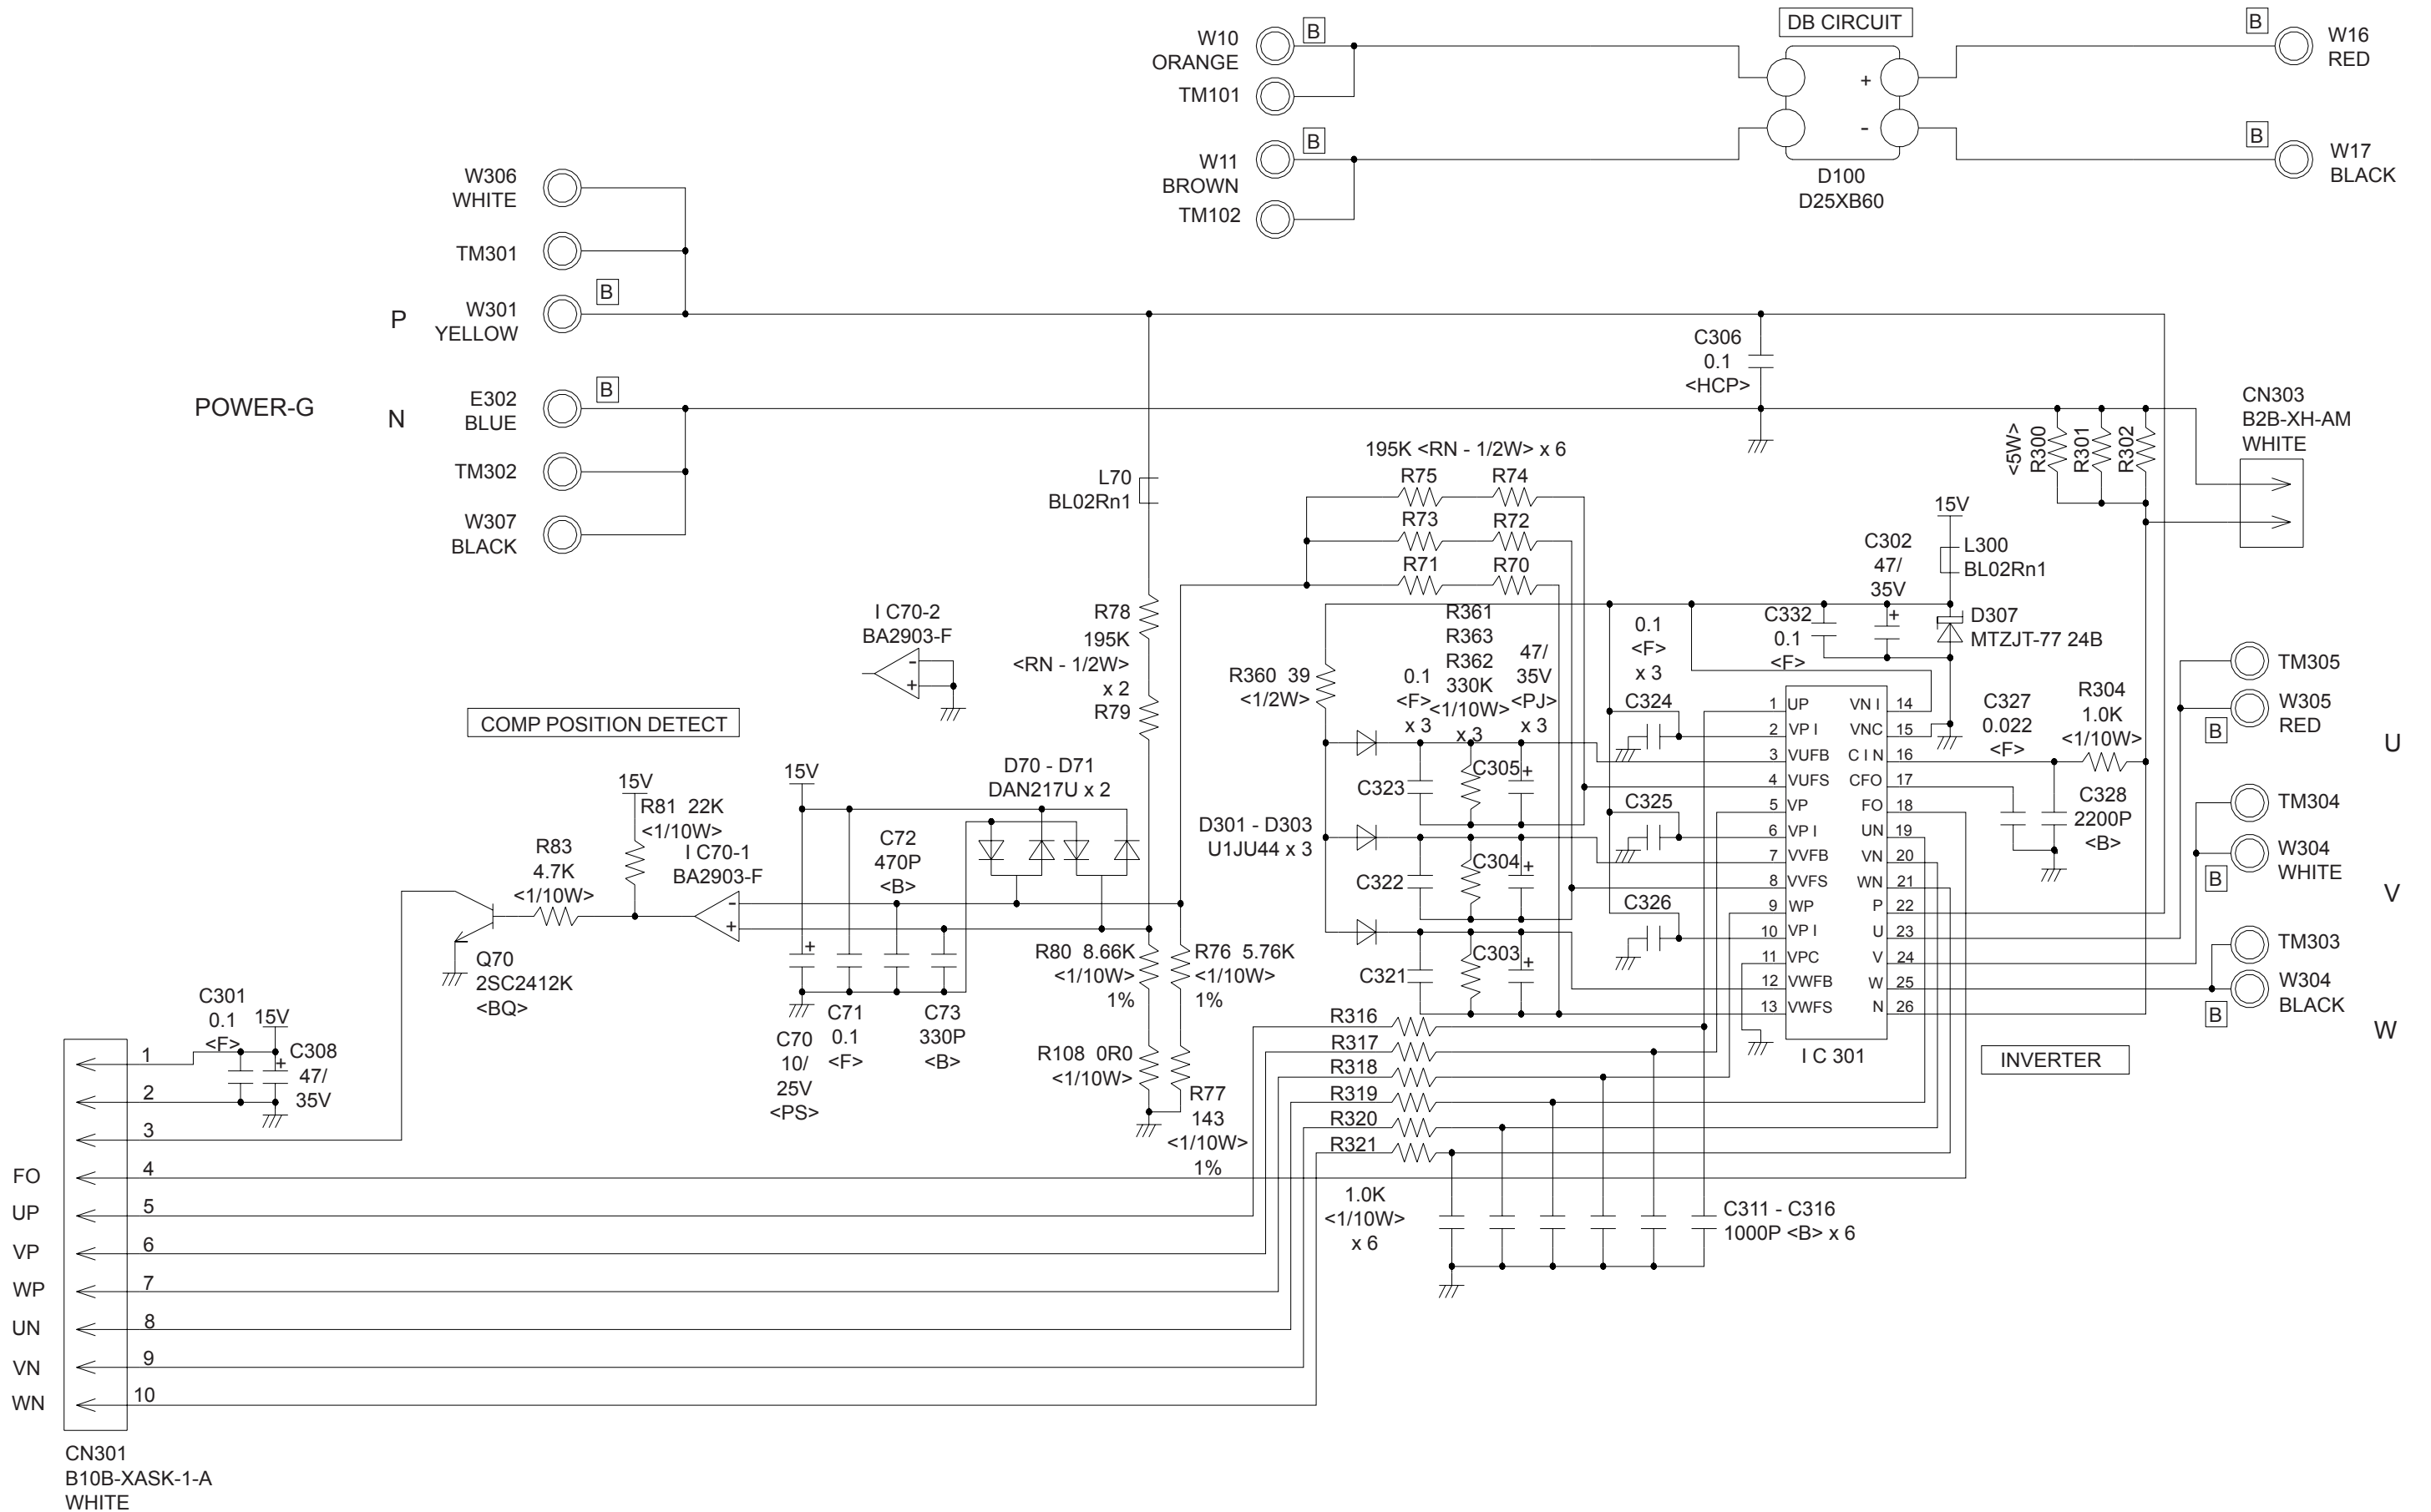 DB CIRCUIT
W10
ORANGE
B
TM101
W11
BROWN
B
TM102
+
-
D100
D25XB60
B
W16
RED
B
W17
BLACK
W306
WHITE
TM301
P
W301
YELLOW
B
POWER-G
N
E302
BLUE
B
TM302
W307
BLACK
C306
0.1
<HCP>
<5W>
R300
R301
R302
CN303
B2B-XH-AM
WHITE
L70
BL02Rn1
195K <RN - 1/2W> x 6
R75
R74
R73
R72
R71
R70
15V
L300
BL02Rn1
C302
47/
35V
+
C332
0.1
<F>
D307
MTZJT-77 24B
I C70-2
BA2903-F
-
+
R78
195K
<RN - 1/2W>
x 2
R79
R361
R363
R362
330K
<1/10W>
x 3
R360 39
<1/2W>
0.1
<F>
x 3
47/
35V
<PJ>
x 3
0.1
<F>
x 3
COMP POSITION DETECT
15V
R81 22K
<1/10W>
I C70-1
BA2903-F
-
+
R83
4.7K
<1/10W>
Q70
2SC2412K
<BQ>
15V
D70 - D71
DAN217U x 2
C72
470P
<B>
+
C70
10/
25V
<PS>
C71
0.1
<F>
C73
330P
<B>
R80 8.66K
<1/10W>
1%
R76 5.76K
<1/10W>
1%
R108 0R0
<1/10W>
R77
143
<1/10W>
1%
D301 - D303
U1JU44 x 3
C323
C305
+
C322
C304
+
C321
C303
+
C324
C325
C326
1
UP
2
VP I
3
VUFB
4
VUFS
5
VP
6
VP I
7
VVFB
8
VVFS
9
WP
10
VP I
11
VPC
12
VWFB
13
VWFS
VN I
14
VNC
15
C I N
16
CFO
17
FO
18
UN
19
VN
20
WN
21
P
22
U
23
V
24
W
25
N
26
I C 301
INVERTER
C327
0.022
<F>
R304
1.0K
<1/10W>
C328
2200P
<B>
TM305
W305
RED
B
U
TM304
W304
WHITE
B
V
TM303
W304
BLACK
B
W
R316
R317
R318
R319
R320
R321
1.0K
<1/10W>
x 6
C311 - C316
1000P <B> x 6
C301
0.1
<F>
15V
+
C308
47/
35V
1
2
3
FO
4
UP
5
VP
6
WP
7
UN
8
VN
9
WN
10
CN301
B10B-XASK-1-A
WHITE